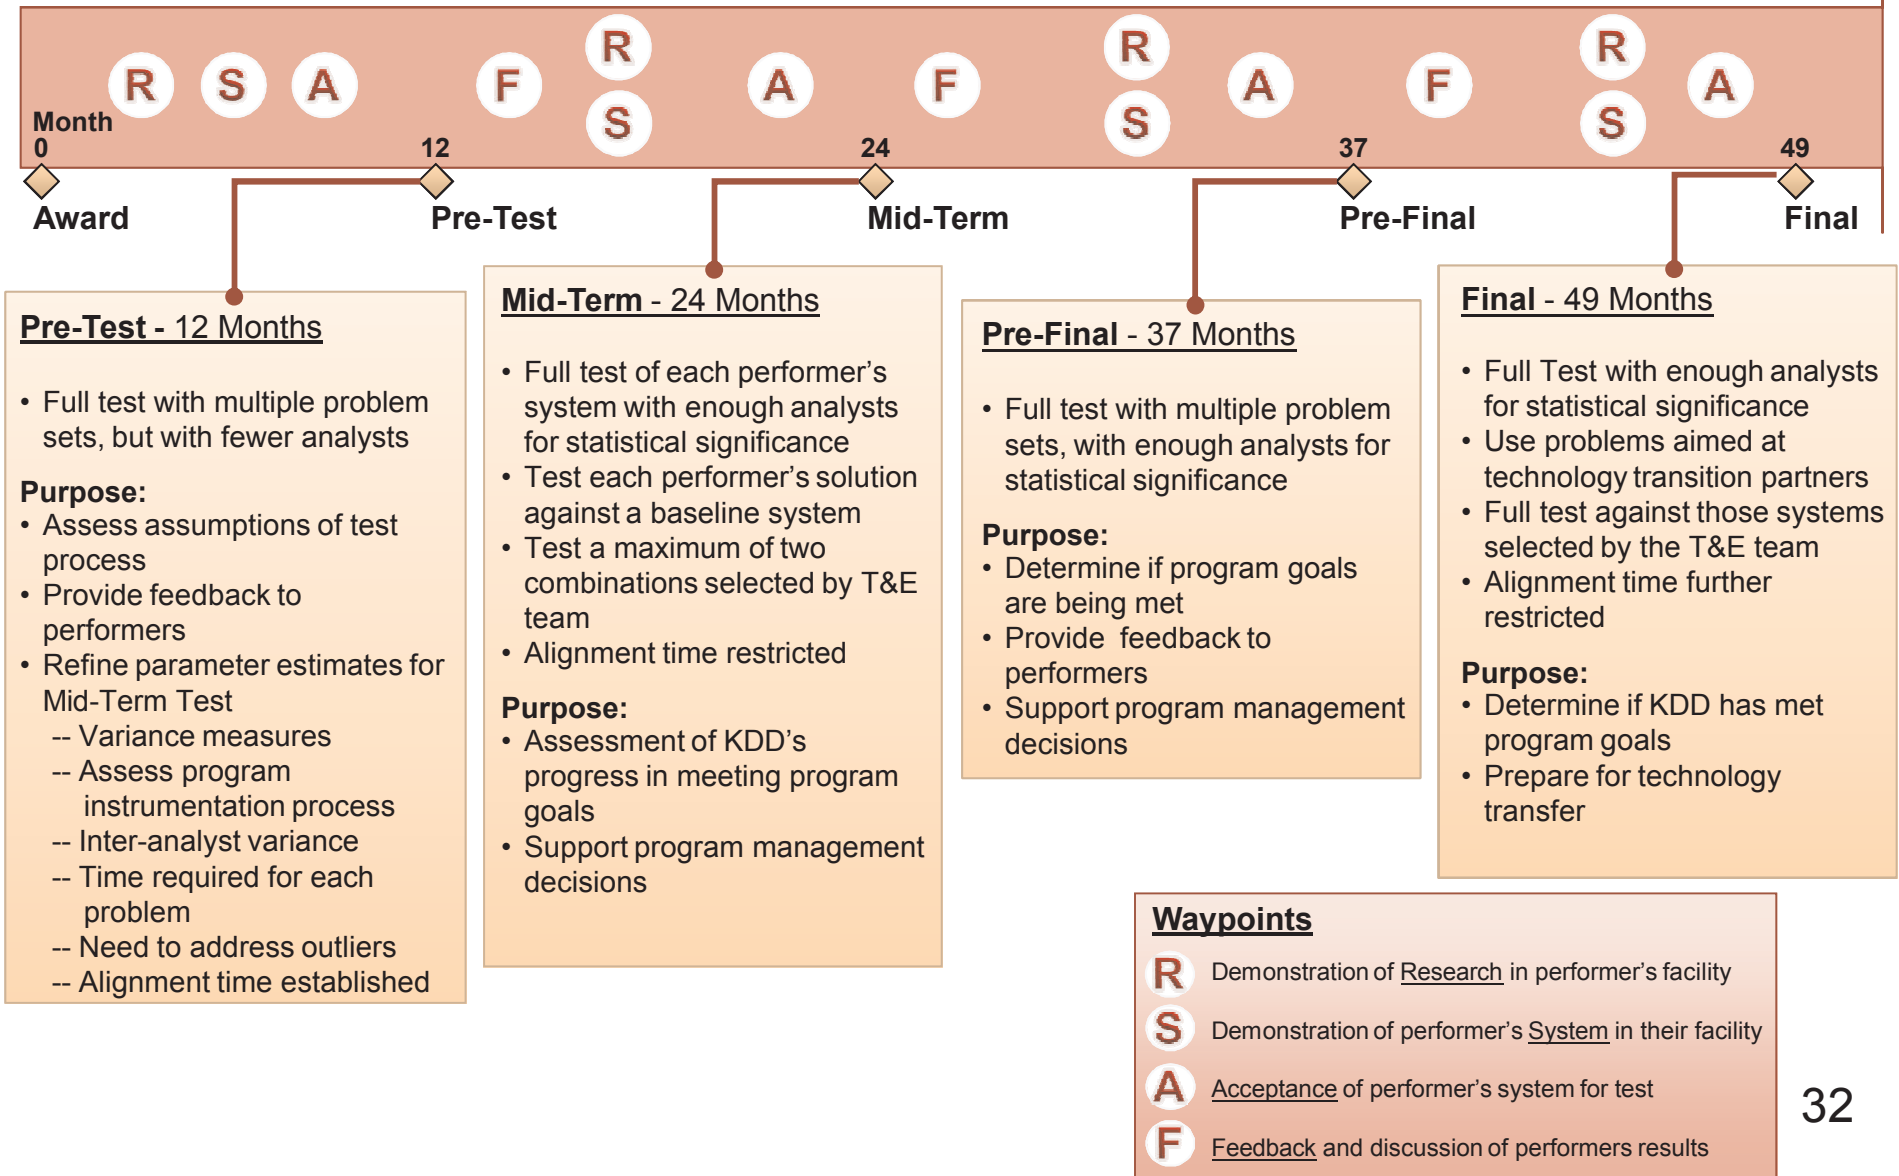 R
S
A
F
R
S
A
F
R
S
A
F
R
S
A
Month
0
12
24
37
49
Award
Pre-Test
Mid-Term
Pre-Final
Final
Pre-Test - 12 Months
• Full test with multiple problem
sets, but with fewer analysts
Purpose:
• Assess assumptions of test
process
• Provide feedback to
performers
• Refine parameter estimates for
Mid-Term Test
-- Variance measures
-- Assess program
instrumentation process
-- Inter-analyst variance
-- Time required for each
problem
-- Need to address outliers
-- Alignment time established
Mid-Term - 24 Months
• Full test of each performer’s
system with enough analysts
for statistical significance
• Test each performer’s solution
against a baseline system
• Test a maximum of two
combinations selected by T&E
team
• Alignment time restricted
Purpose:
• Assessment of KDD’s
progress in meeting program
goals
• Support program management
decisions
Pre-Final - 37 Months
• Full test with multiple problem
sets, with enough analysts for
statistical significance
Purpose:
• Determine if program goals
are being met
• Provide feedback to
performers
• Support program management
decisions
Final - 49 Months
• Full Test with enough analysts
for statistical significance
• Use problems aimed at
technology transition partners
• Full test against those systems
selected by the T&E team
• Alignment time further
restricted
Purpose:
• Determine if KDD has met
program goals
• Prepare for technology
transfer
Waypoints
R Demonstration of Research in performer’s facility
S Demonstration of performer’s System in their facility
A Acceptance of performer’s system for test
F Feedback and discussion of performers results
32